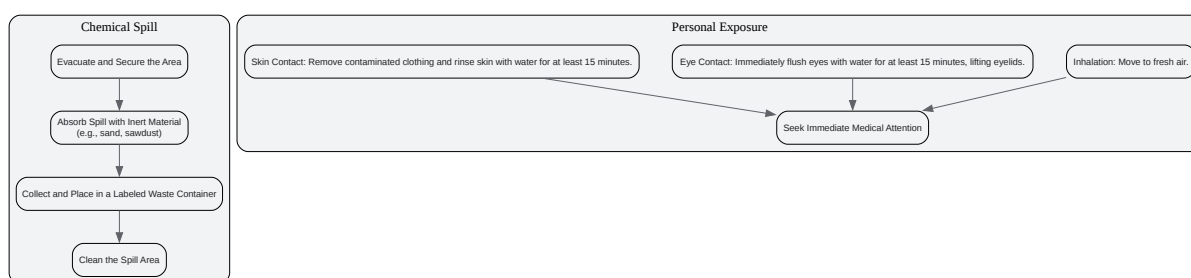 Chemical Spill
Evacuate and Secure the Area
Absorb Spill with Inert Material
(e.g., sand, sawdust)
Collect and Place in a Labeled Waste Container
Clean the Spill Area
Personal Exposure
Skin Contact: Remove contaminated clothing and rinse skin with water for at least 15 minutes.
Eye Contact: Immediately flush eyes with water for at least 15 minutes, lifting eyelids.
Inhalation: Move to fresh air.
Seek Immediate Medical Attention